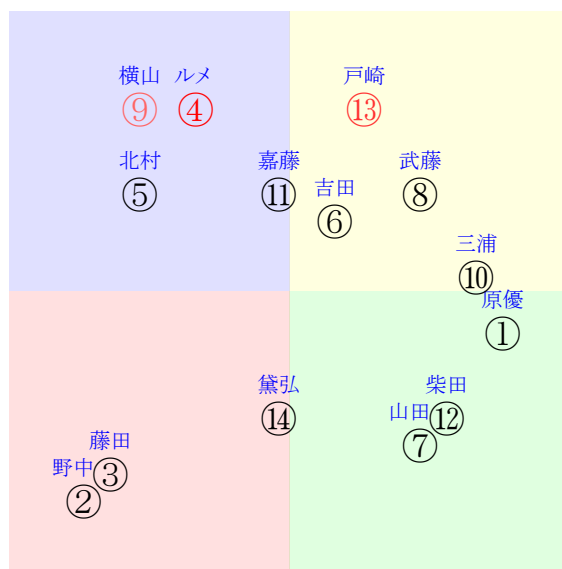 横山 ルメ 戸崎
⑨ ④ ⑬
北村 嘉藤 武藤
⑤ ⑪ ⑧
吉田
⑥
三浦
⑩
原優
①
黛弘 柴田
⑭ ⑫
山田
⑦
藤田
③
野中
②